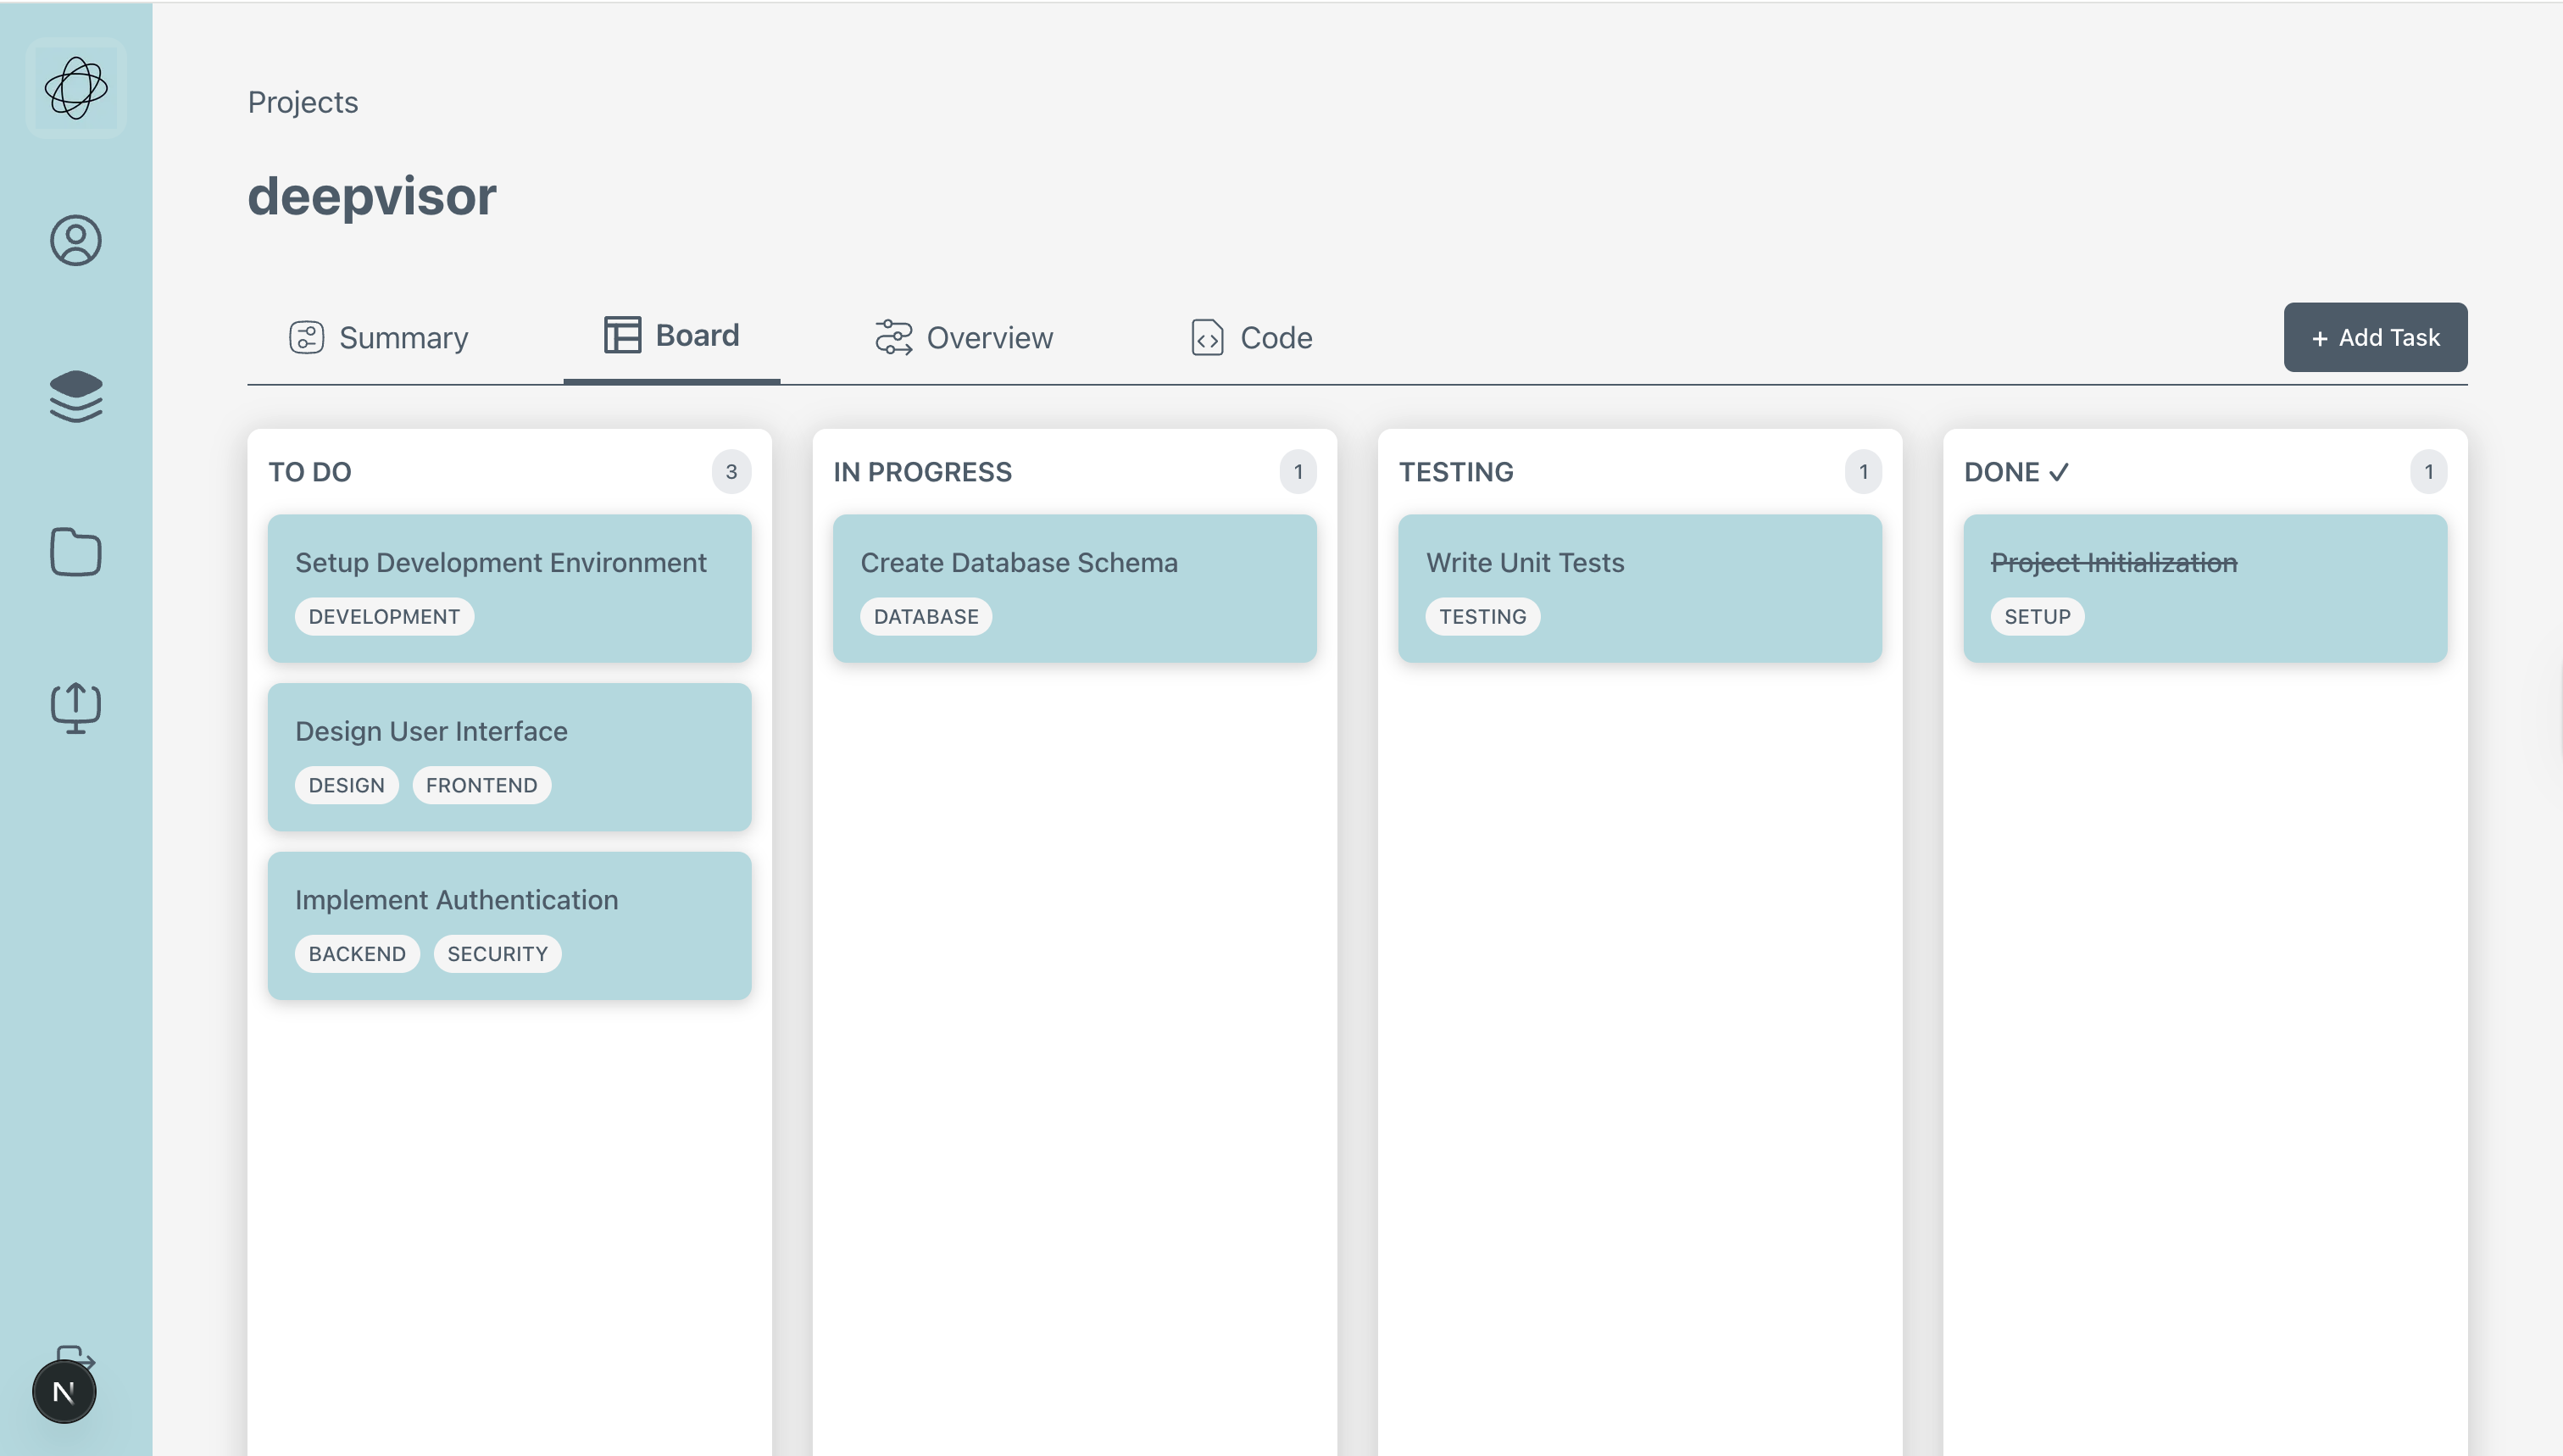 Projects
deepvisor
Summary
Board
Overview
Code
+ Add Task
TO DO 3
Setup Development Environment
DEVELOPMENT
Design User Interface
DESIGN FRONTEND
Implement Authentication
BACKEND SECURITY
IN PROGRESS 1
Create Database Schema
DATABASE
TESTING 1
Write Unit Tests
TESTING
DONE ✓ 1
Project Initialization
SETUP
N